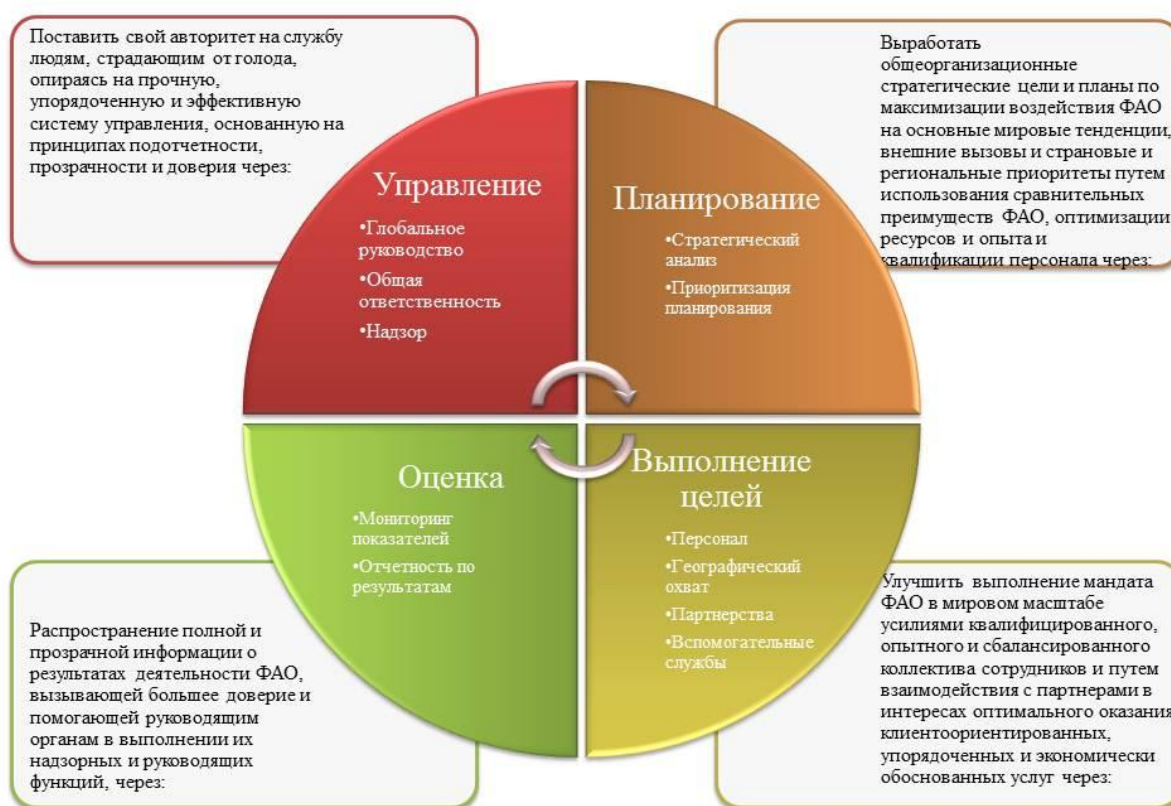 Поставить свой авторитет на службу
людям, страдающим от голода,
опираясь на прочную,
упорядоченную и эффективную
систему управления, основанную на
принципах подотчетности,
прозрачности и доверия через:
Управление
•Глобальное
руководство
•Общая
ответственность
•Надзор
Выработать
общеорганизационные
стратегические цели и планы по
максимизации воздействия ФАО
на основные мировые тенденции,
внешние вызовы и страновые и
региональные приоритеты путем
использования сравнительных
преимуществ ФАО, оптимизации
ресурсов и опыта и
квалификации персонала через:
Планирование
•Стратегический
анализ
•Приоритизация
планирования
Оценка
•Мониторинг
показателей
•Отчетность по
результатам
Распространение полной и
прозрачной информации о
результатах деятельности ФАО,
вызывающей большее доверие и
помогающей руководящим
органам в выполнении их
надзорных и руководящих
функций, через:
Выполнение
целей
•Персонал
•Географический
охват
•Партнерства
•Вспомогательные
службы
Улучшить выполнение мандата
ФАО в мировом масштабе
усилиями квалифицированного,
опытного и сбалансированного
коллектива сотрудников и путем
взаимодействия с партнерами в
интересах оптимального оказания
клиентоориентированных,
упорядоченных и экономически
обоснованных услуг через: